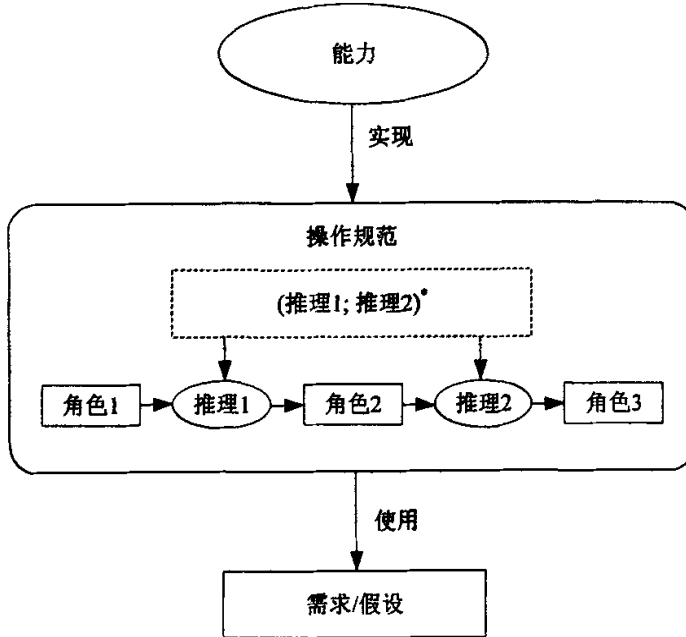 能力
实现
操作规范
(推理1; 推理2)*
角色1 推理1 角色2 推理2 角色3
使用
需求/假设